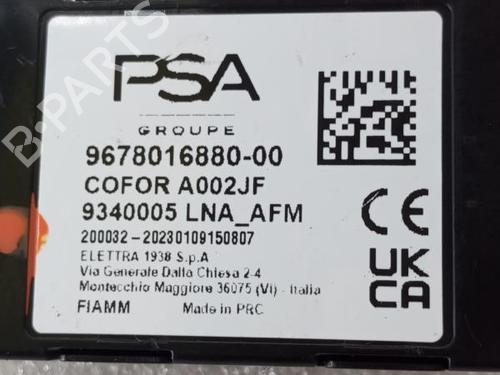 PSA
GROUPE
9678016880-00
COFOR A002JF
9340005 LNA_AFM
200032-20230109150807
ELETTRA 1938 S.p.A
Via Generale Dalla Chiesa 2-4
Montecchio Maggiore 36075 (VI) - Italia
FIAMM Made in PRC
CE
UK
CA
B-PARTS